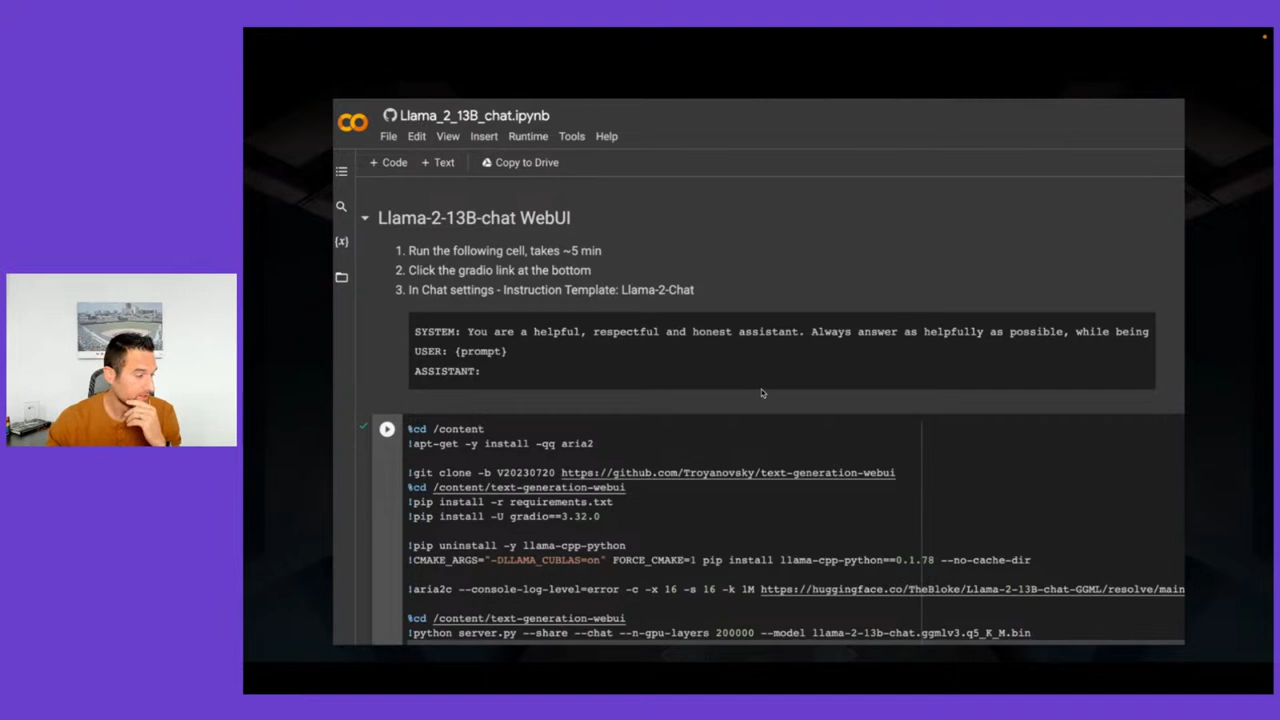 Llama_2_13B_chat.ipynb
File Edit View Insert Runtime Tools Help
+ Code + Text Copy to Drive
Llama-2-13B-chat WebUI
1. Run the following cell, takes ~5 min
2. Click the gradio link at the bottom
3. In Chat settings - Instruction Template: Llama-2-Chat
SYSTEM: You are a helpful, respectful and honest assistant. Always answer as helpfully as possible, while being
USER: {prompt}
ASSISTANT:
{x}
%cd /content
!apt-get -y install -qq aria2
!git clone -b V20230720 https://github.com/Troyanovsky/text-generation-webui
%cd /content/text-generation-webui
!pip install -r requirements.txt
!pip install -U gradio==3.32.0
!pip uninstall -y llama-cpp-python
!CMAKE_ARGS="-DLLAMA_CUBLAS=on" FORCE_CMAKE=1 pip install llama-cpp-python==0.1.78 --no-cache-dir
!aria2c --console-log-level=error -c -x 16 -s 16 -k 1M https://huggingface.co/TheBloke/Llama-2-13B-chat-GGML/resolve/main
%cd /content/text-generation-webui
!python server.py --share --chat --n-gpu-layers 200000 --model llama-2-13b-chat.ggmlv3.q5_K_M.bin